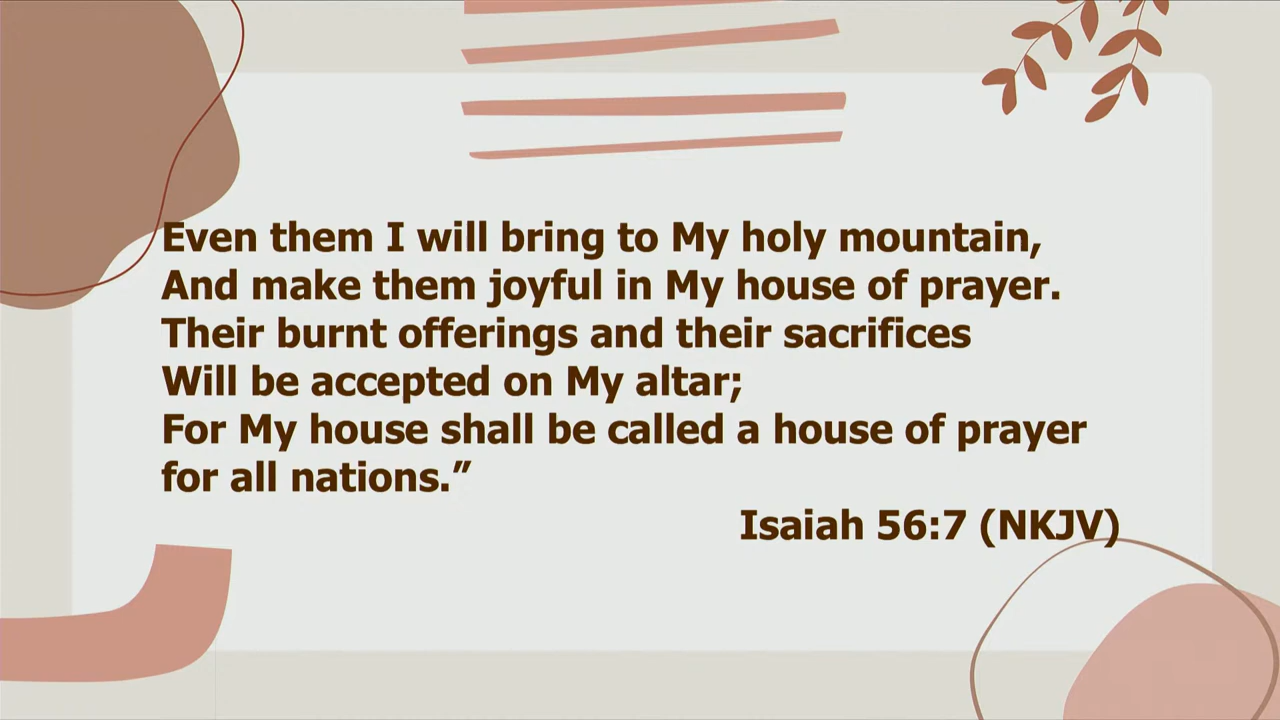 Even them I will bring to My holy mountain,
And make them joyful in My house of prayer.
Their burnt offerings and their sacrifices
Will be accepted on My altar;
For My house shall be called a house of prayer
for all nations.”
Isaiah 56:7 (NKJV)